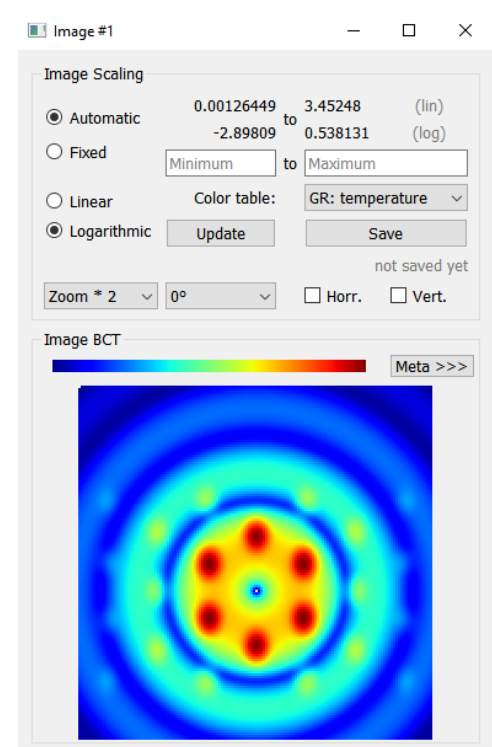 Image #1
Image Scaling
Automatic
0.00126449 to 3.45248 (lin)
-2.89809 0.538131 (log)
Fixed
Minimum to Maximum
Linear
Color table: GR: temperature
Logarithmic Update Save
not saved yet
Zoom * 2 0° Horr. Vert.
Image BCT
Meta >>>